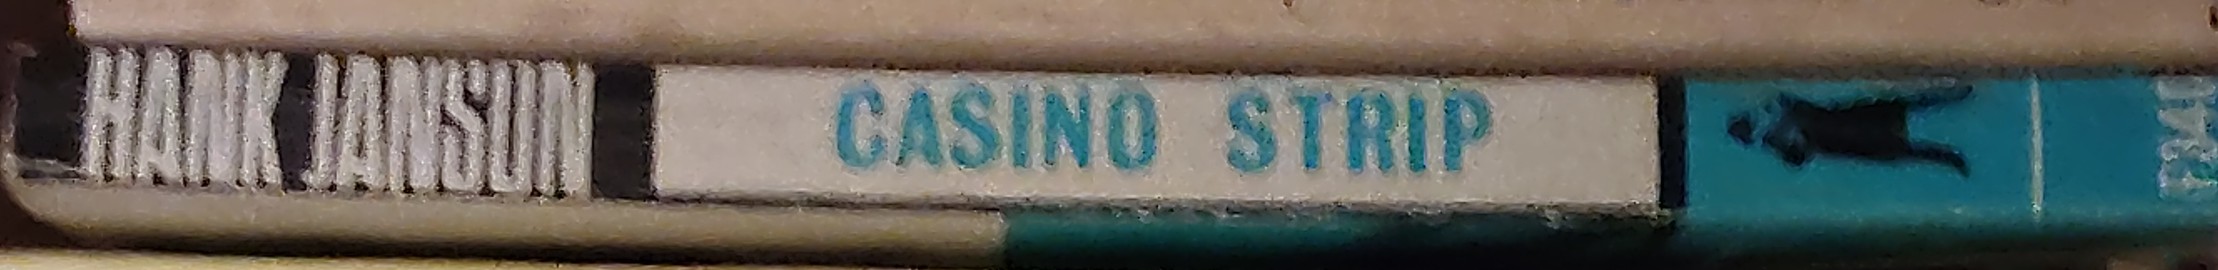 HANK JANSON
CASINO STRIP